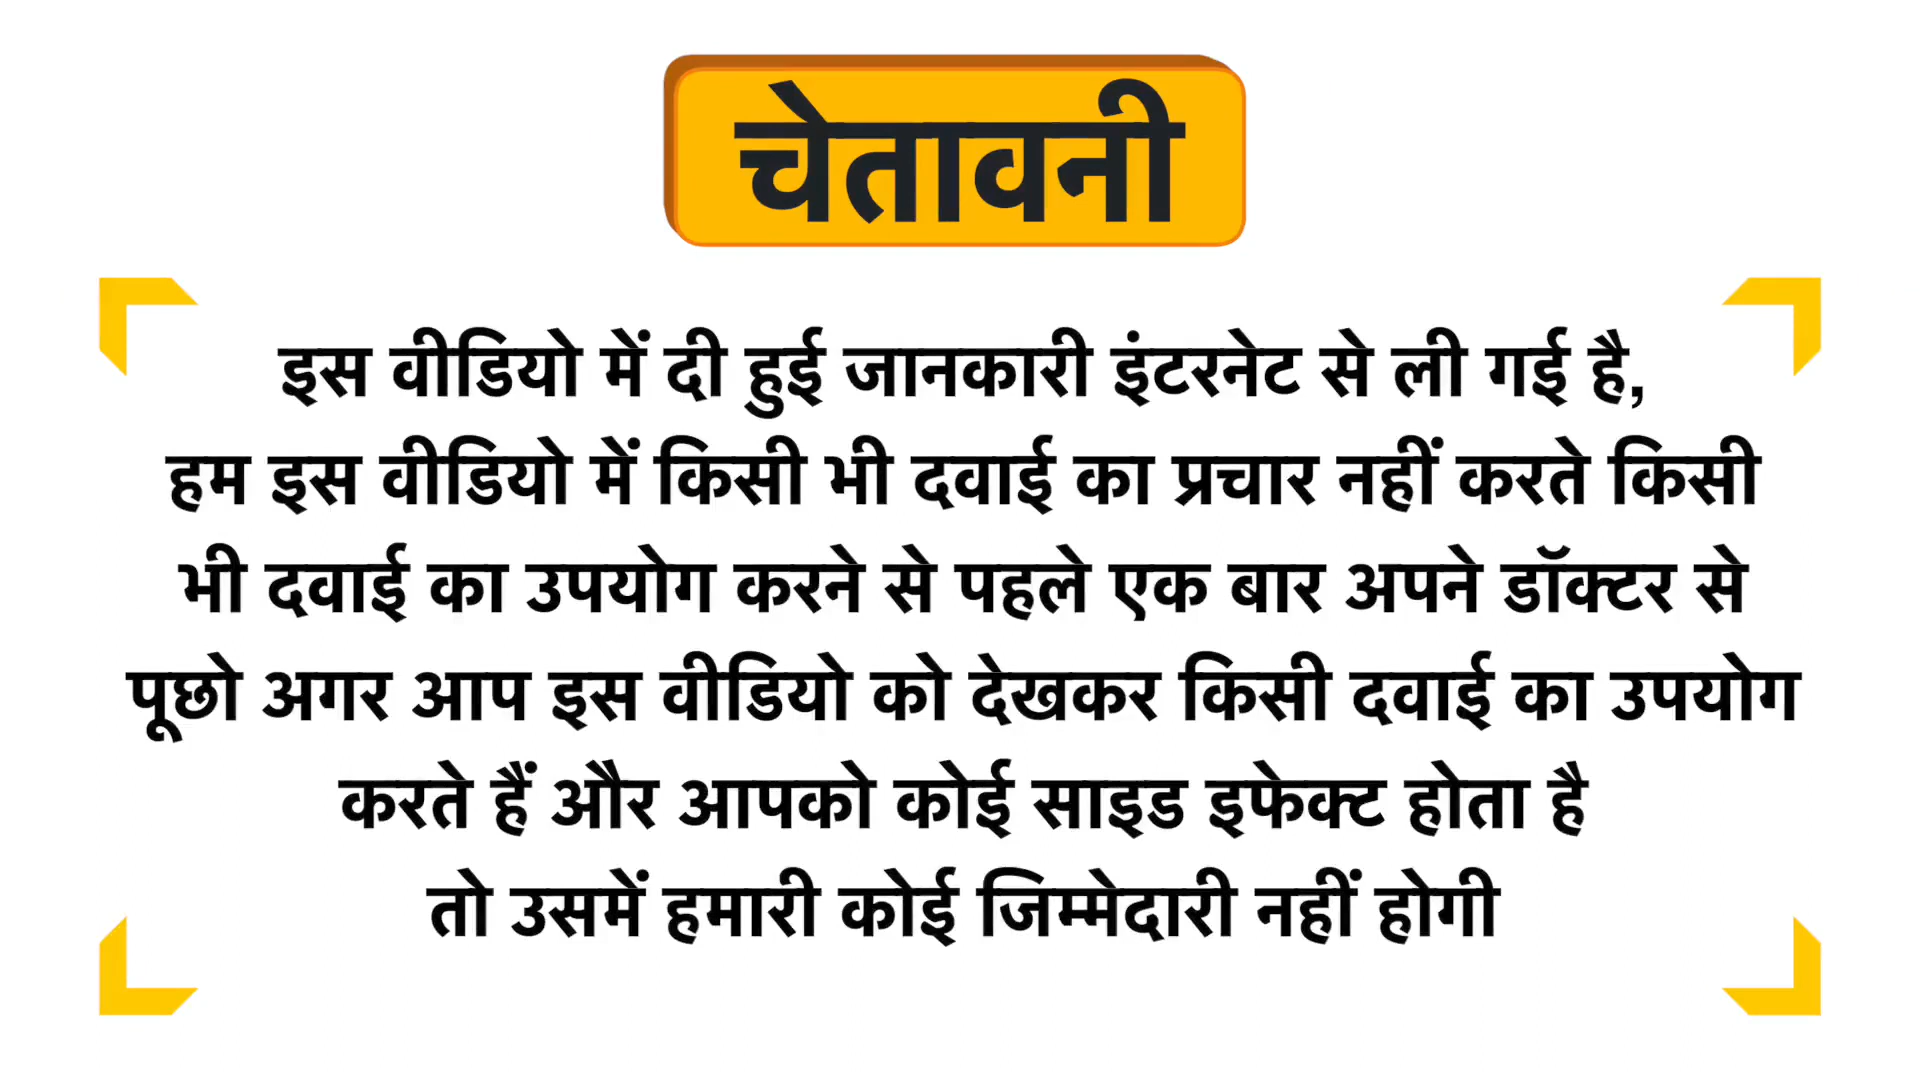 चेतावनी
इस वीडियो में दी हुई जानकारी इंटरनेट से ली गई है,
हम इस वीडियो में किसी भी दवाई का प्रचार नहीं करते किसी
भी दवाई का उपयोग करने से पहले एक बार अपने डॉक्टर से
पूछो अगर आप इस वीडियो को देखकर किसी दवाई का उपयोग
करते हैं और आपको कोई साइड इफेक्ट होता है
तो उसमें हमारी कोई जिम्मेदारी नहीं होगी